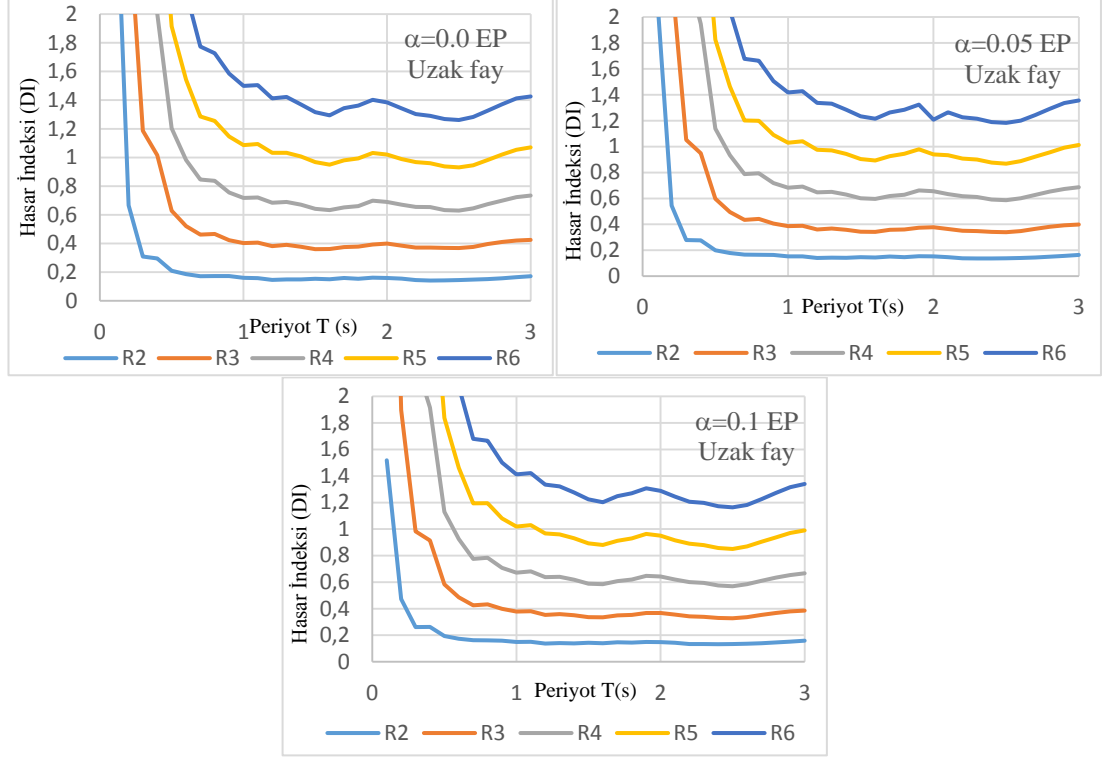 2
1,8
1,6
1,4
1,2
1
0,8
0,6
0,4
0,2
0
Hasar İndeksi (DI)
α=0.0 EP
Uzak fay
0 1 2 3
Periyot T (s)
R2 R3 R4 R5 R6
2
1,8
1,6
1,4
1,2
1
0,8
0,6
0,4
0,2
0
Hasar İndeksi (DI)
α=0.05 EP
Uzak fay
0 1 2 3
Periyot T(s)
R2 R3 R4 R5 R6
2
1,8
1,6
1,4
1,2
1
0,8
0,6
0,4
0,2
0
Hasar İndeksi (DI)
α=0.1 EP
Uzak fay
0 1 2 3
Periyot T(s)
R2 R3 R4 R5 R6